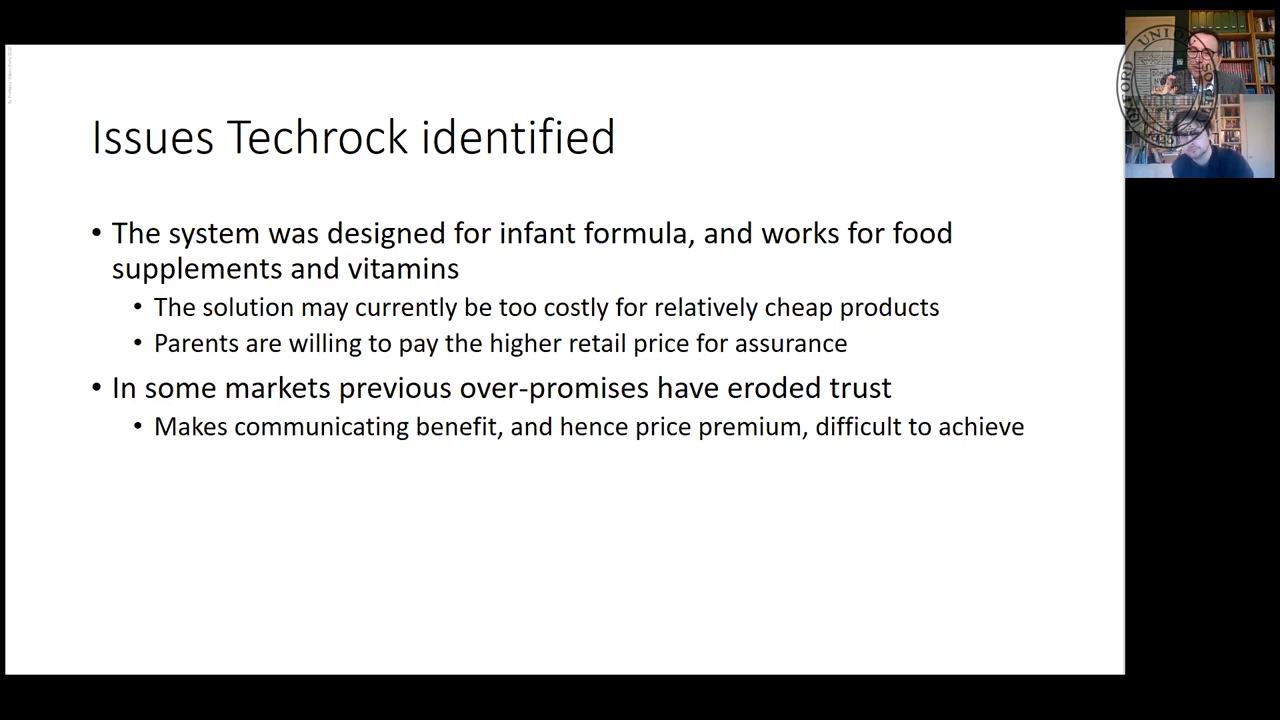 Issues Techrock identified
• The system was designed for infant formula, and works for food
supplements and vitamins
• The solution may currently be too costly for relatively cheap products
• Parents are willing to pay the higher retail price for assurance
• In some markets previous over-promises have eroded trust
• Makes communicating benefit, and hence price premium, difficult to achieve
OXFORD UNION SOCIETY